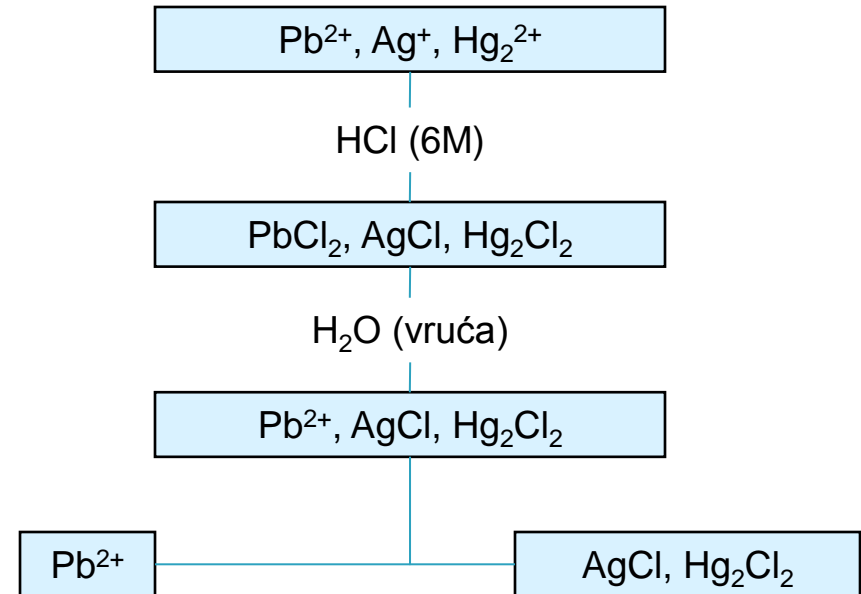 Pb²⁺, Ag⁺, Hg₂²⁺
HCl (6M)
PbCl₂, AgCl, Hg₂Cl₂
H₂O (vruća)
Pb²⁺, AgCl, Hg₂Cl₂
Pb²⁺
AgCl, Hg₂Cl₂